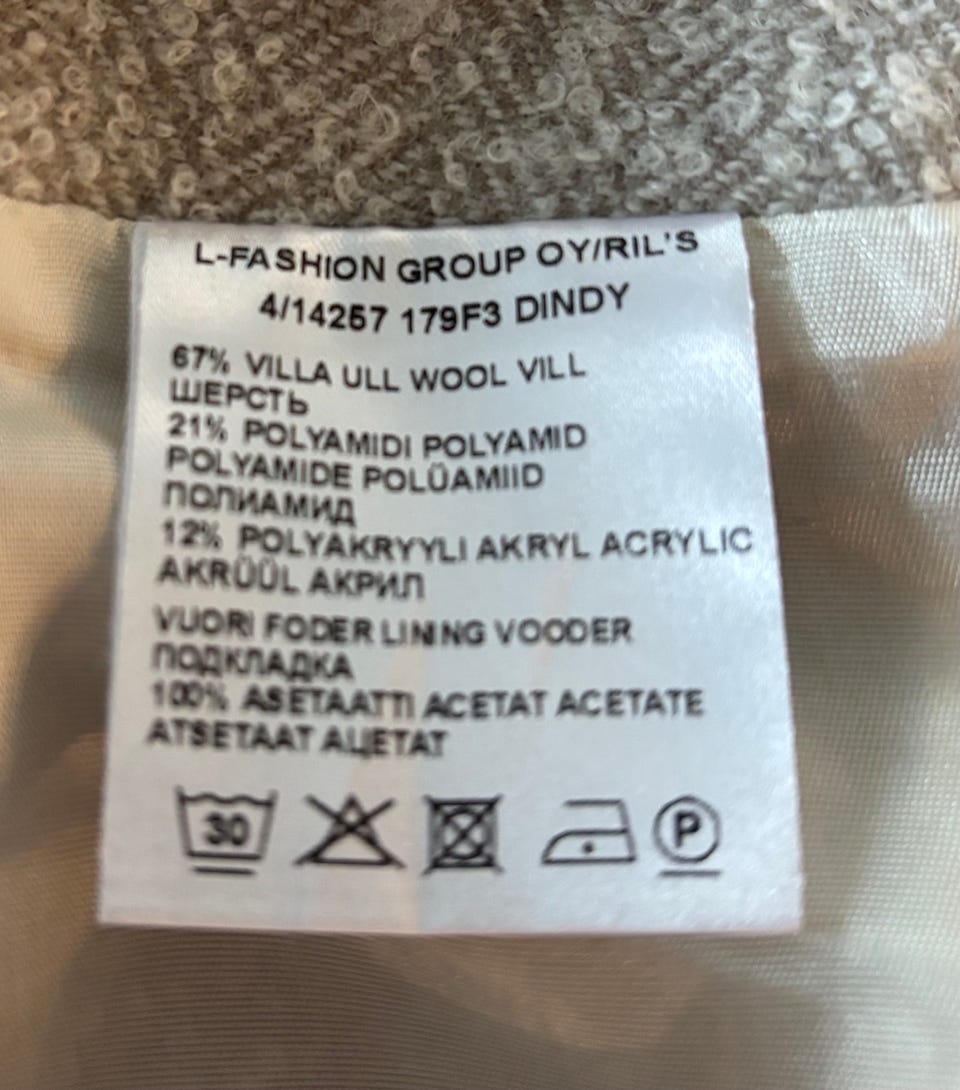 L-FASHION GROUP OY/RIL'S
4/14257 179F3 DINDY
67% VILLA ULL WOOL VILL
ШЕРСТЬ
21% POLYAMIDI POLYAMID
POLYAMIDE POLÜAMIID
ПОЛИАМИД
12% POLYAKRYYLI AKRYL ACRYLIC
AKRÜÜL АКРИЛ
VUORI FODER LINING VOODER
ПОДКЛАДКА
100% ASETAATTI ACETAT ACETATE
ATSETAAT АЦЕТАТ
30 P